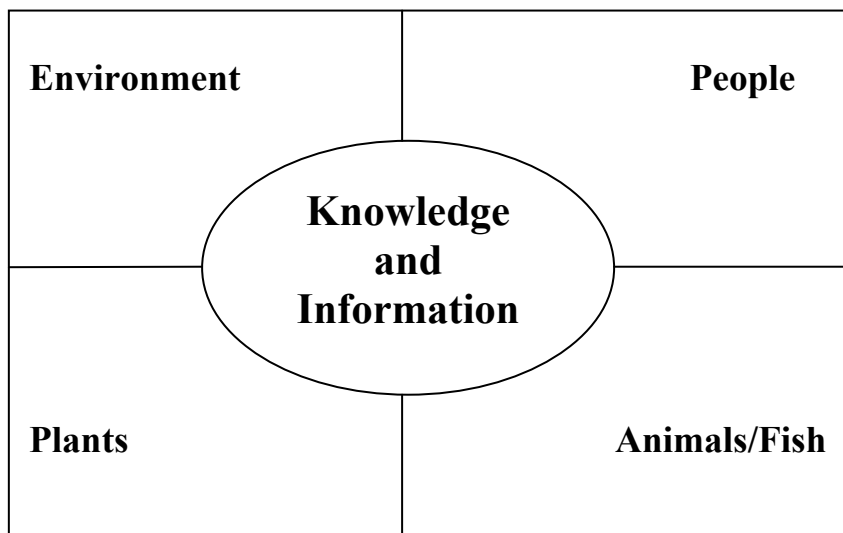 Environment
People
Knowledge
and
Information
Plants
Animals/Fish